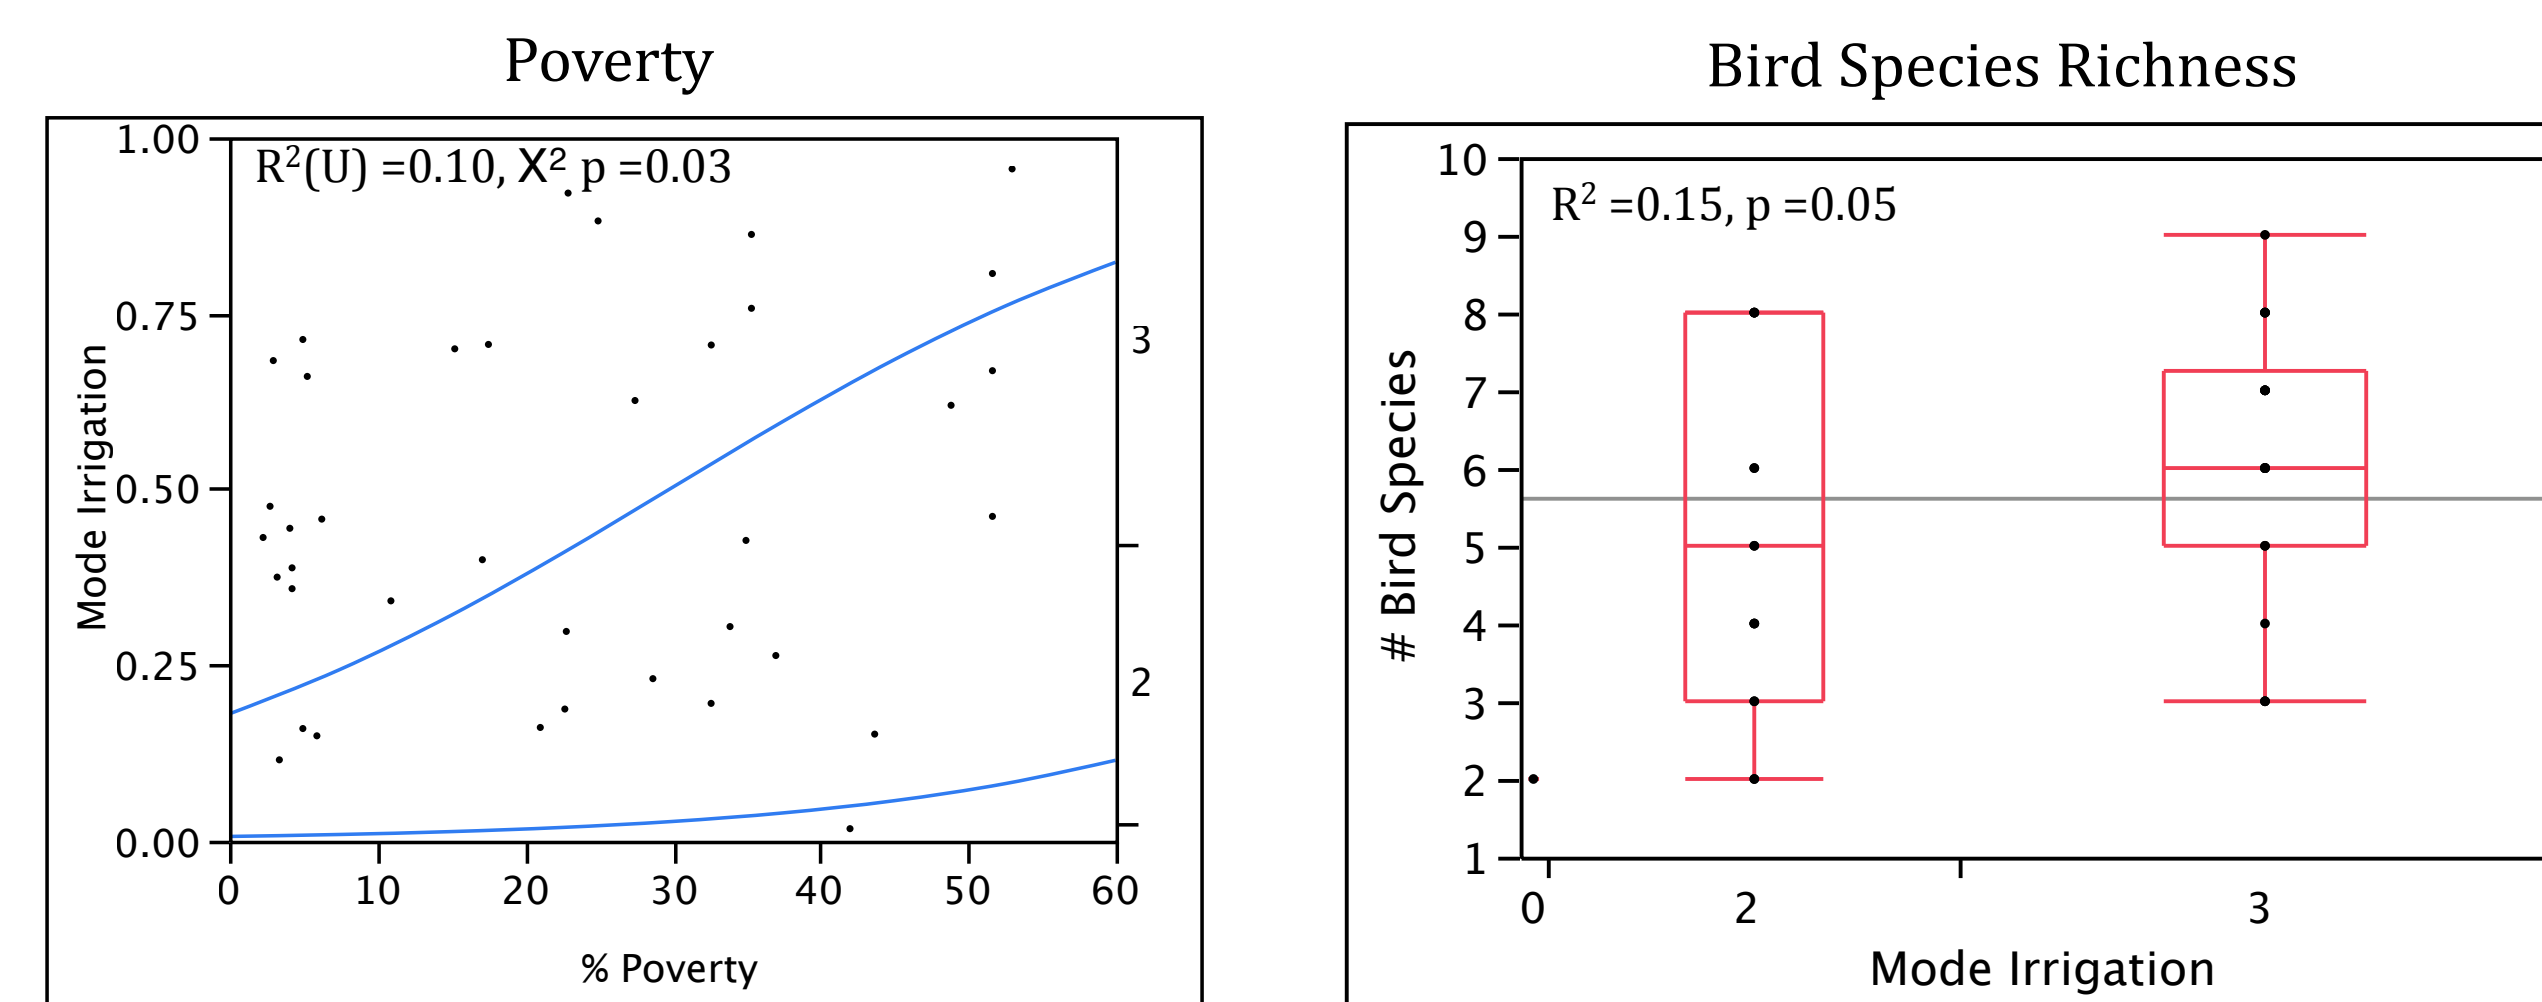 Poverty
R²(U) =0.10, X² p =0.03
1.00
0.75
0.50
0.25
0.00
Mode Irrigation
3
2
0 10 20 30 40 50 60
% Poverty
Bird Species Richness
R² =0.15, p =0.05
10
9
8
7
6
5
4
3
2
1
# Bird Species
0 2 3
Mode Irrigation